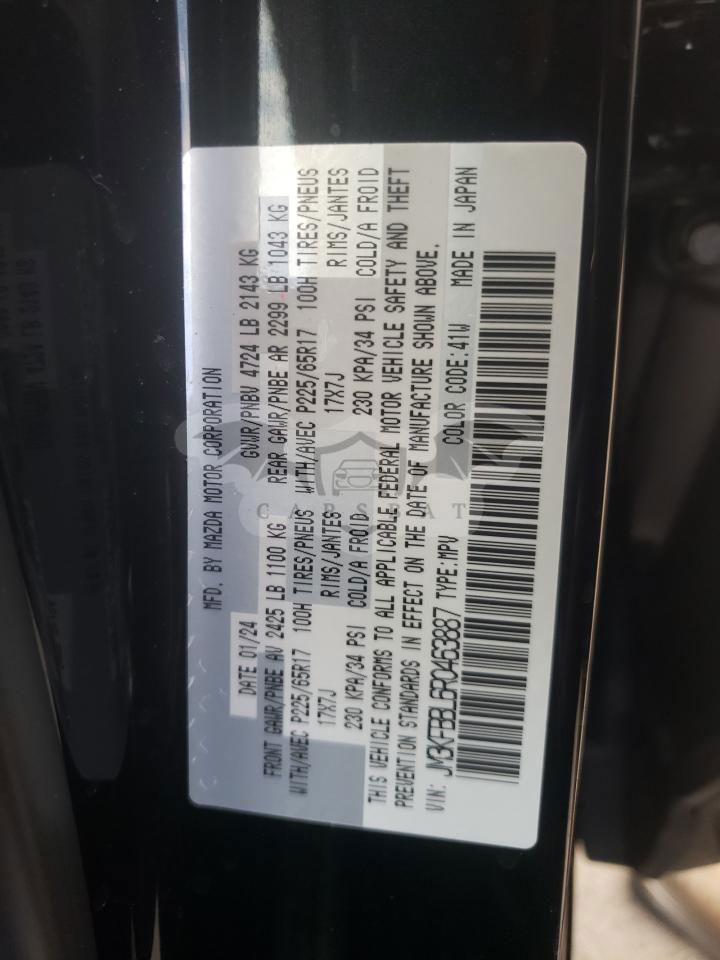 MFD. BY MAZDA MOTOR CORPORATION
DATE 01/24 GVWR/PNBV 4724 LB 2143 KG
FRONT GAWR/PNBE AV 2425 LB 1100 KG REAR GAWR/PNBE AR 2299 LB 1043 KG
WITH/AVEC P225/65R17 100H TIRES/PNEUS WITH/AVEC P225/65R17 100H TIRES/PNEUS
17X7J RIMS/JANTES 17X7J RIMS/JANTES
230 KPA/34 PSI COLD/A FROID 230 KPA/34 PSI COLD/A FROID
THIS VEHICLE CONFORMS TO ALL APPLICABLE FEDERAL MOTOR VEHICLE SAFETY AND THEFT
PREVENTION STANDARDS IN EFFECT ON THE DATE OF MANUFACTURE SHOWN ABOVE.
VIN: JM3KFBBL6R0463887 TYPE:MPV COLOR CODE:41W MADE IN JAPAN
CARSEAT